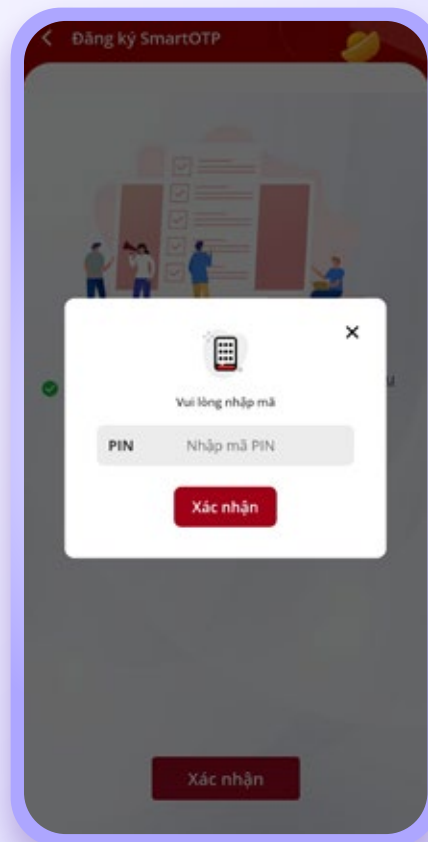 Đăng ký SmartOTP
Vui lòng nhập mã
PIN Nhập mã PIN
Xác nhận
Xác nhận